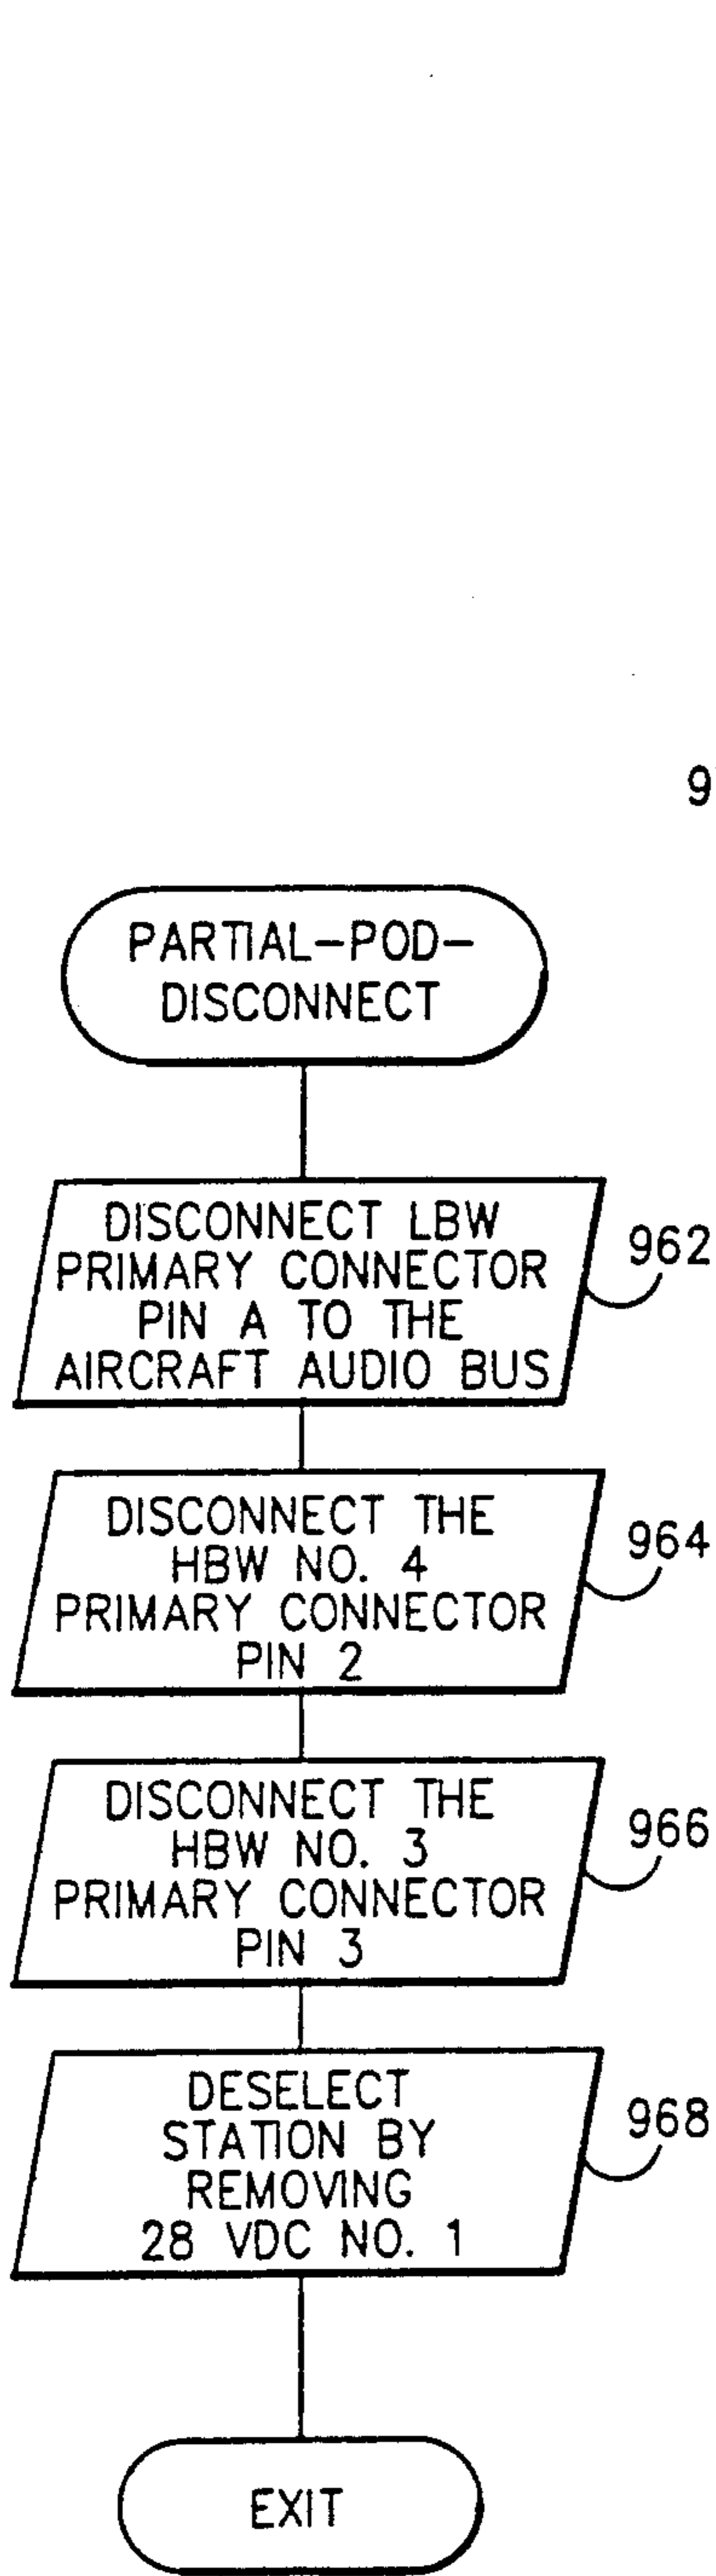 9
PARTIAL-POD-
DISCONNECT
DISCONNECT LBW
PRIMARY CONNECTOR
PIN A TO THE
AIRCRAFT AUDIO BUS
962
DISCONNECT THE
HBW NO. 4
PRIMARY CONNECTOR
PIN 2
964
DISCONNECT THE
HBW NO. 3
PRIMARY CONNECTOR
PIN 3
966
DESELECT
STATION BY
REMOVING
28 VDC NO. 1
968
EXIT